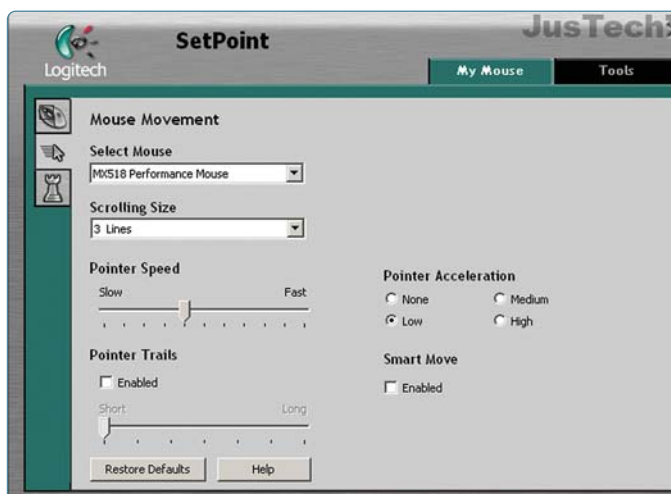 JusTech
SetPoint
Logitech
My Mouse
Tools
Mouse Movement
Select Mouse
MX518 Performance Mouse
Scrolling Size
3 Lines
Pointer Speed
Slow Fast
Pointer Acceleration
None Medium
Low High
Pointer Trails
Enabled
Short Long
Smart Move
Enabled
Restore Defaults Help